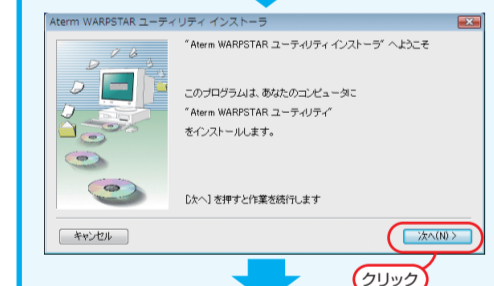 Aterm WARPSTAR ユーティリティ インストーラ
"Aterm WARPSTAR ユーティリティ インストーラ" へようこそ
このプログラムは、あなたのコンピュータに
"Aterm WARPSTAR ユーティリティ"
をインストールします。
[次へ] を押すと作業を続行します
キャンセル
次へ(N) >
クリック